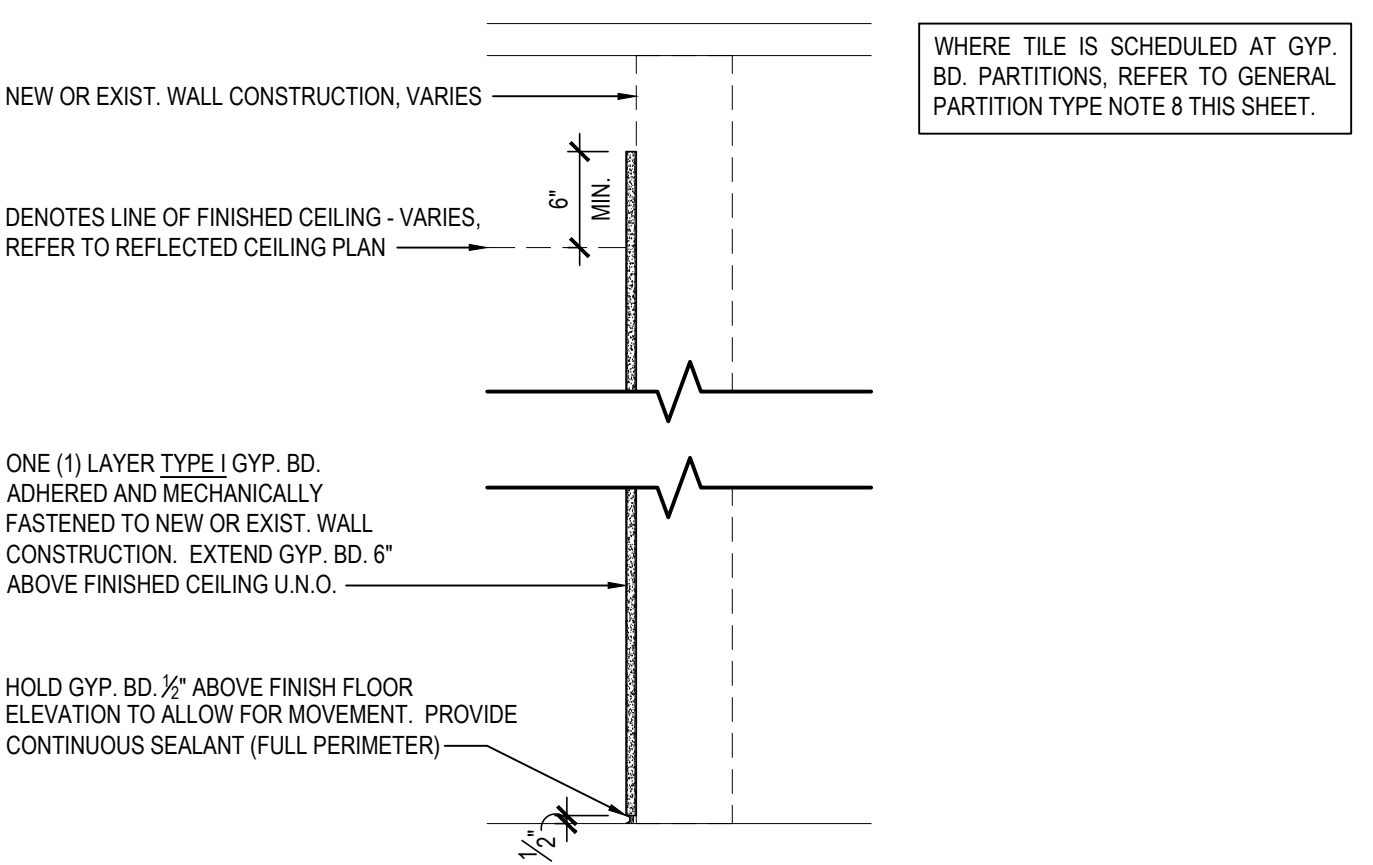 WHERE TILE IS SCHEDULED AT GYP.
BD. PARTITIONS, REFER TO GENERAL
PARTITION TYPE NOTE 8 THIS SHEET.
NEW OR EXIST. WALL CONSTRUCTION, VARIES
6"
MIN.
DENOTES LINE OF FINISHED CEILING - VARIES,
REFER TO REFLECTED CEILING PLAN
ONE (1) LAYER TYPE I GYP. BD.
ADHERED AND MECHANICALLY
FASTENED TO NEW OR EXIST. WALL
CONSTRUCTION. EXTEND GYP. BD. 6"
ABOVE FINISHED CEILING U.N.O.
HOLD GYP. BD. ½" ABOVE FINISH FLOOR
ELEVATION TO ALLOW FOR MOVEMENT. PROVIDE
CONTINUOUS SEALANT (FULL PERIMETER)
½"